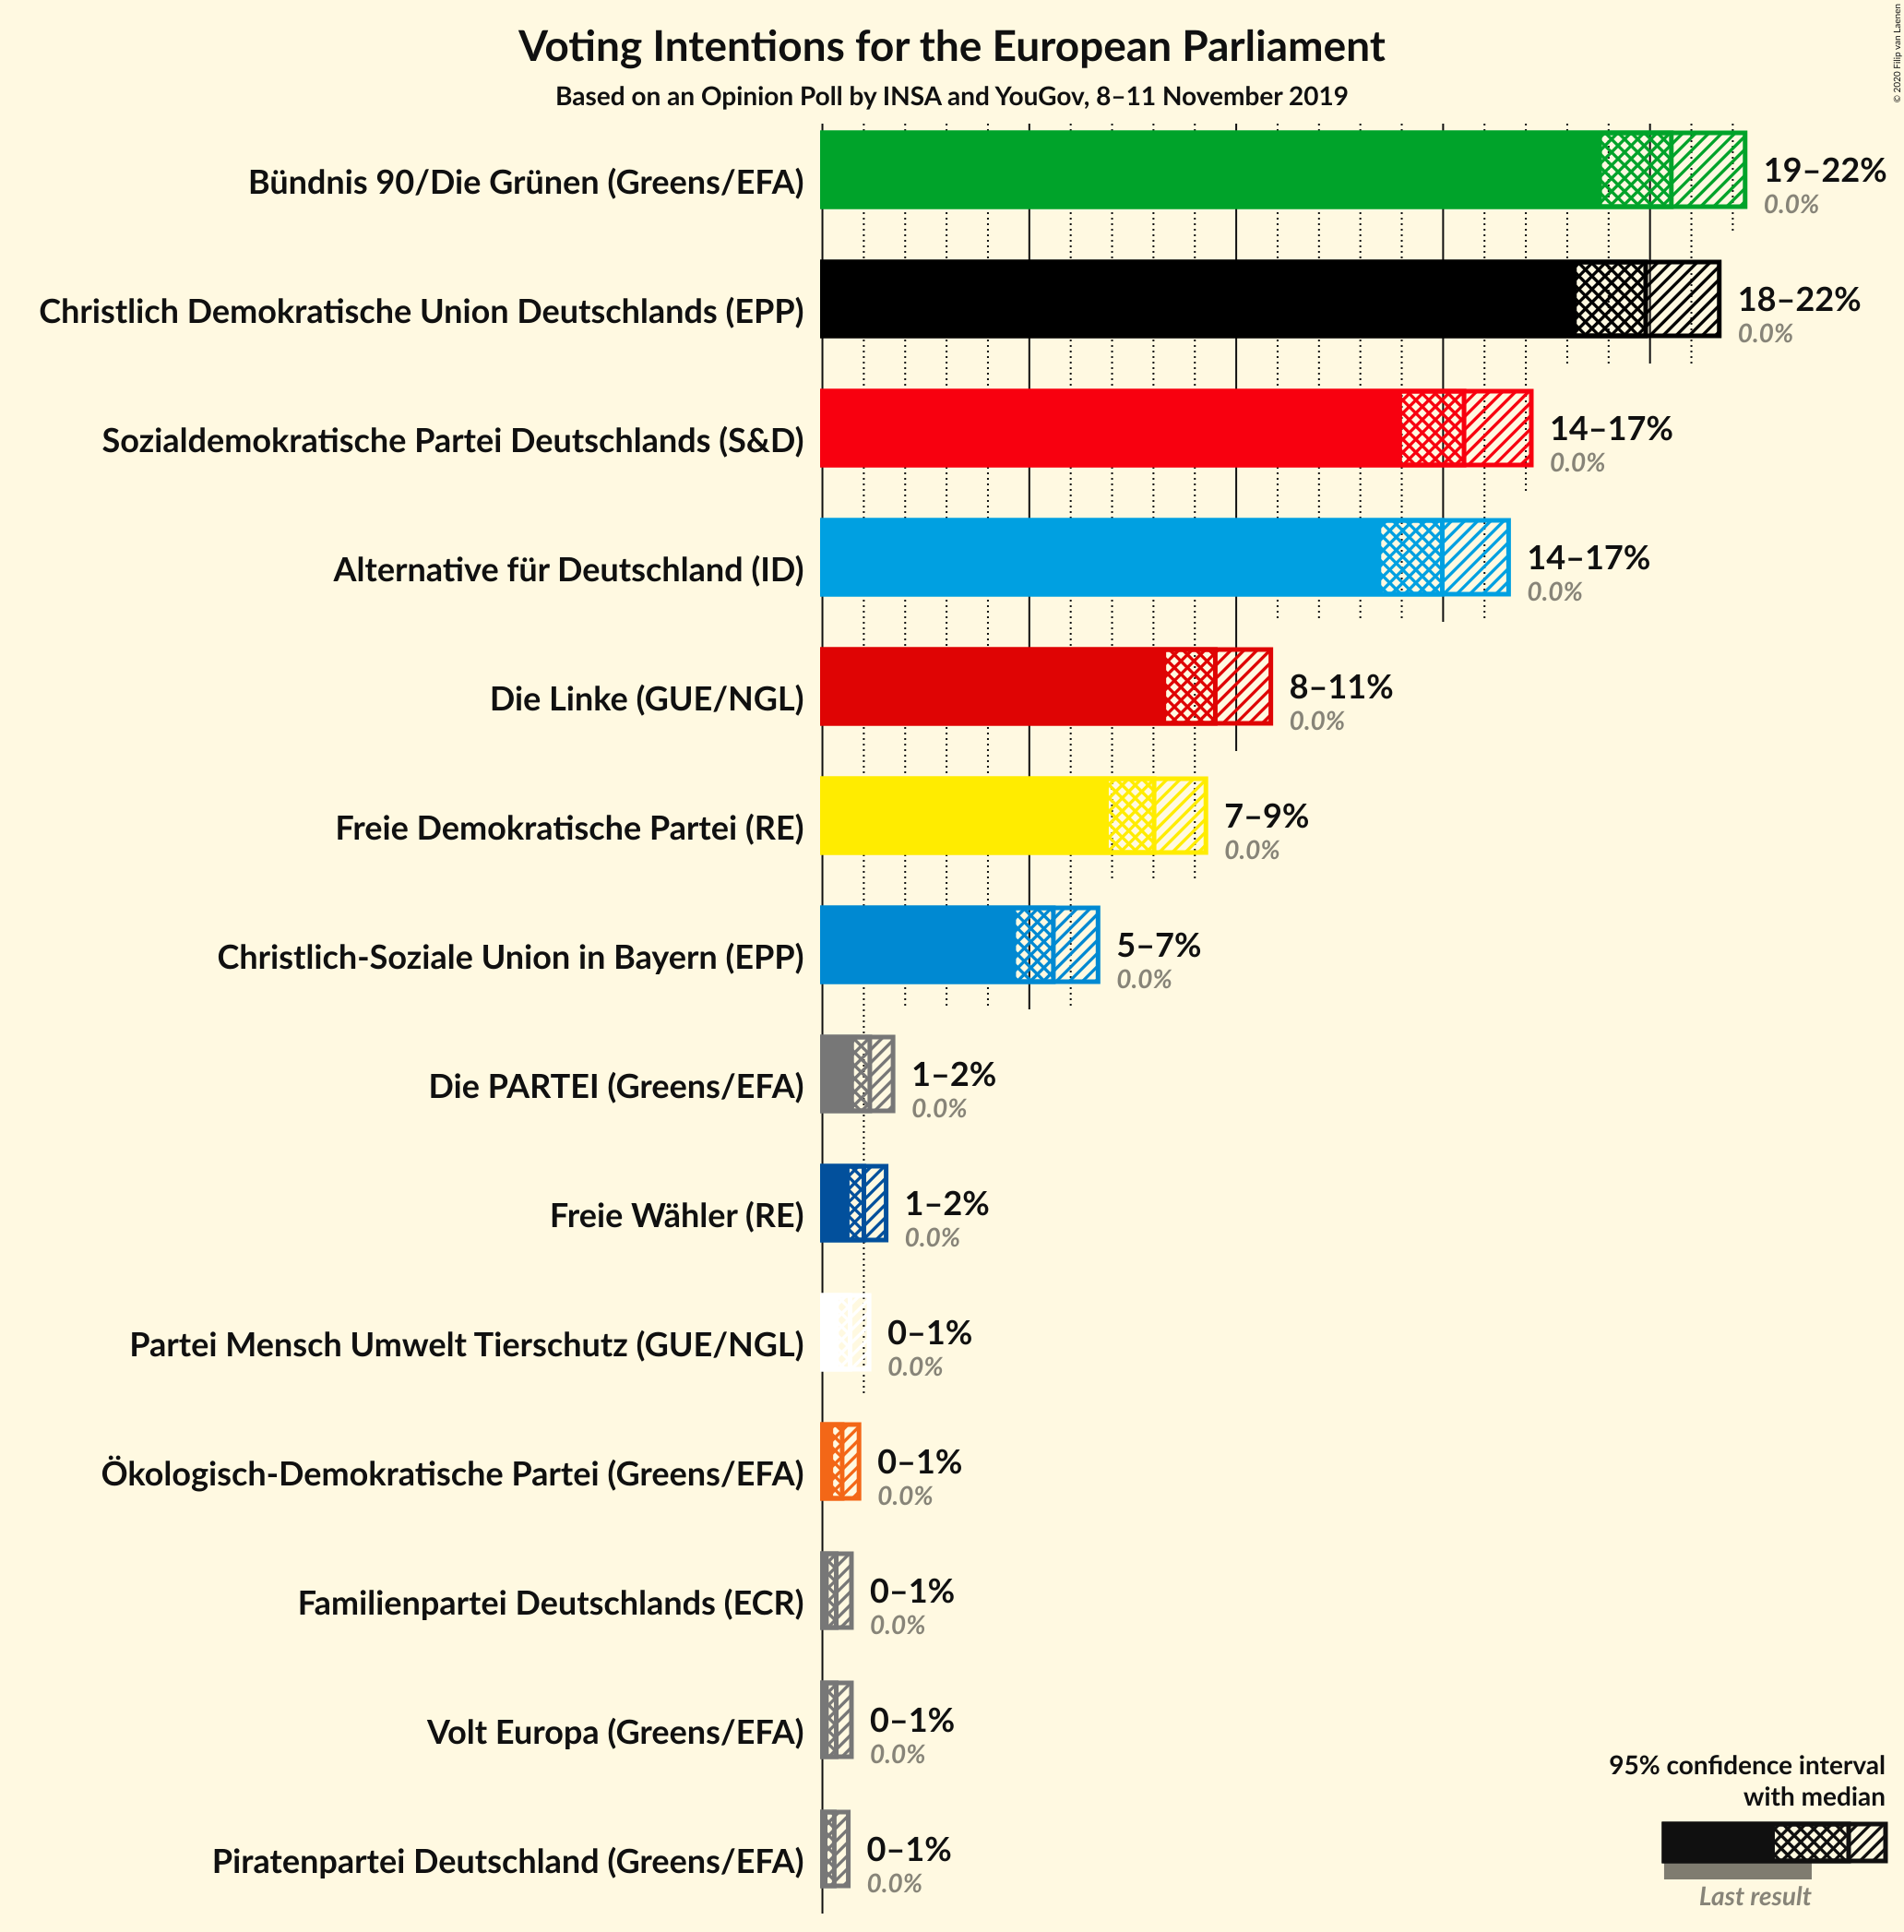 Voting Intentions for the European Parliament
Based on an Opinion Poll by INSA and YouGov, 8–11 November 2019
© 2020 Filip van Laenen
Bündnis 90/Die Grünen (Greens/EFA)
19–22%
0.0%
Christlich Demokratische Union Deutschlands (EPP)
18–22%
0.0%
Sozialdemokratische Partei Deutschlands (S&D)
14–17%
0.0%
Alternative für Deutschland (ID)
14–17%
0.0%
Die Linke (GUE/NGL)
8–11%
0.0%
Freie Demokratische Partei (RE)
7–9%
0.0%
Christlich-Soziale Union in Bayern (EPP)
5–7%
0.0%
Die PARTEI (Greens/EFA)
1–2%
0.0%
Freie Wähler (RE)
1–2%
0.0%
Partei Mensch Umwelt Tierschutz (GUE/NGL)
0–1%
0.0%
Ökologisch-Demokratische Partei (Greens/EFA)
0–1%
0.0%
Familienpartei Deutschlands (ECR)
0–1%
0.0%
Volt Europa (Greens/EFA)
0–1%
0.0%
Piratenpartei Deutschland (Greens/EFA)
0–1%
0.0%
95% confidence interval
with median
Last result